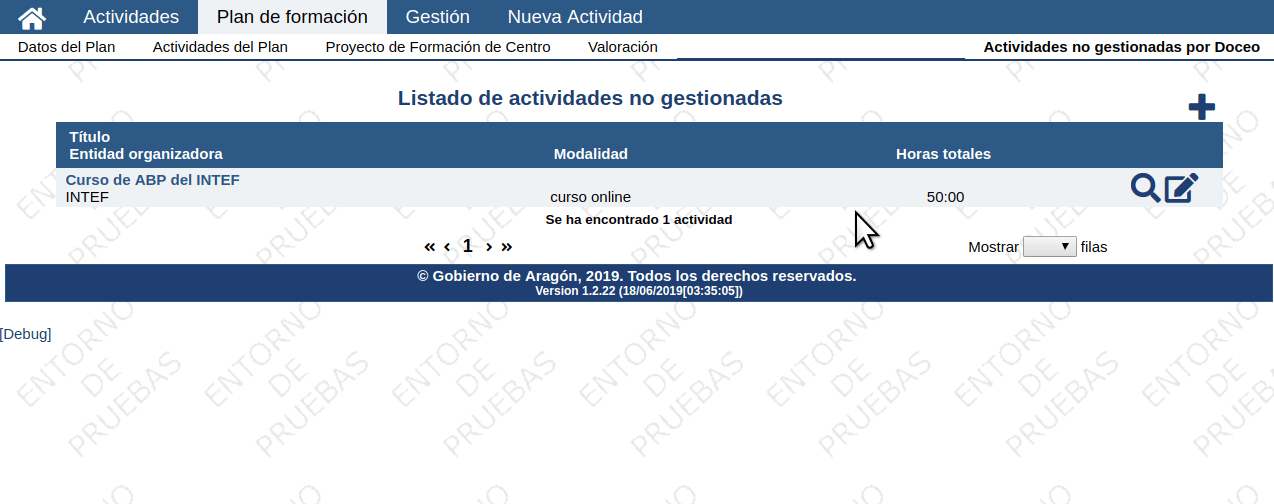 Actividades Plan de formación Gestión Nueva Actividad
Datos del Plan Actividades del Plan Proyecto de Formación de Centro Valoración Actividades no gestionadas por Doceo
Listado de actividades no gestionadas
Título
Entidad organizadora Modalidad Horas totales
Curso de ABP del INTEF
INTEF curso online 50:00
Se ha encontrado 1 actividad
« ‹ 1 › » Mostrar filas
© Gobierno de Aragón, 2019. Todos los derechos reservados.
Version 1.2.22 (18/06/2019[03:35:05])
[Debug]
ENTORNO DE PRUEBAS